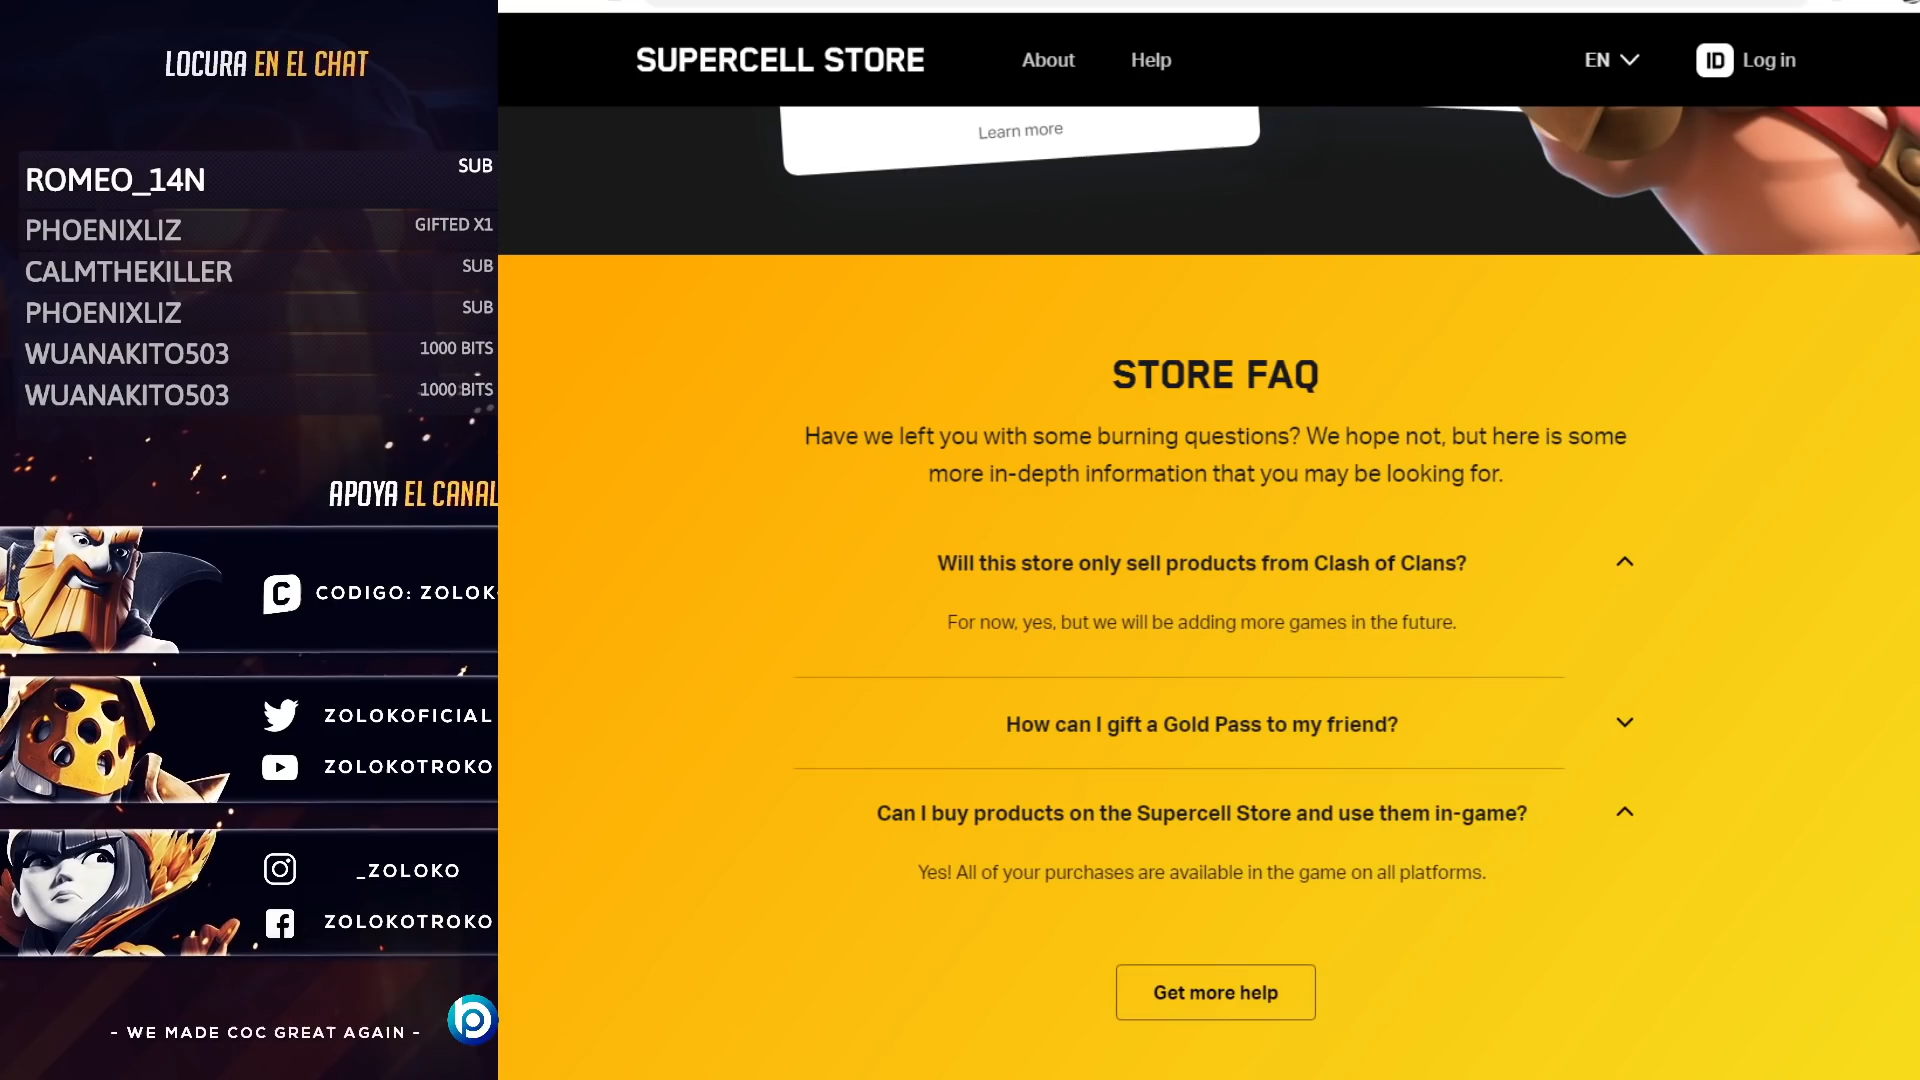 LOCURA EN EL CHAT
ROMEO_14N SUB
PHOENIXLIZ GIFTED X1
CALMTHEKILLER SUB
PHOENIXLIZ SUB
WUANAKITO503 1000 BITS
WUANAKITO503 1000 BITS
APOYA EL CANAL
C CODIGO: ZOLOK
ZOLOKOFICIAL
ZOLOKOTROKO
_ZOLOKO
ZOLOKOTROKO
- WE MADE COC GREAT AGAIN -
SUPERCELL STORE
About
Help
EN
ID Log in
Learn more
STORE FAQ
Have we left you with some burning questions? We hope not, but here is some
more in-depth information that you may be looking for.
Will this store only sell products from Clash of Clans?
For now, yes, but we will be adding more games in the future.
How can I gift a Gold Pass to my friend?
Can I buy products on the Supercell Store and use them in-game?
Yes! All of your purchases are available in the game on all platforms.
Get more help